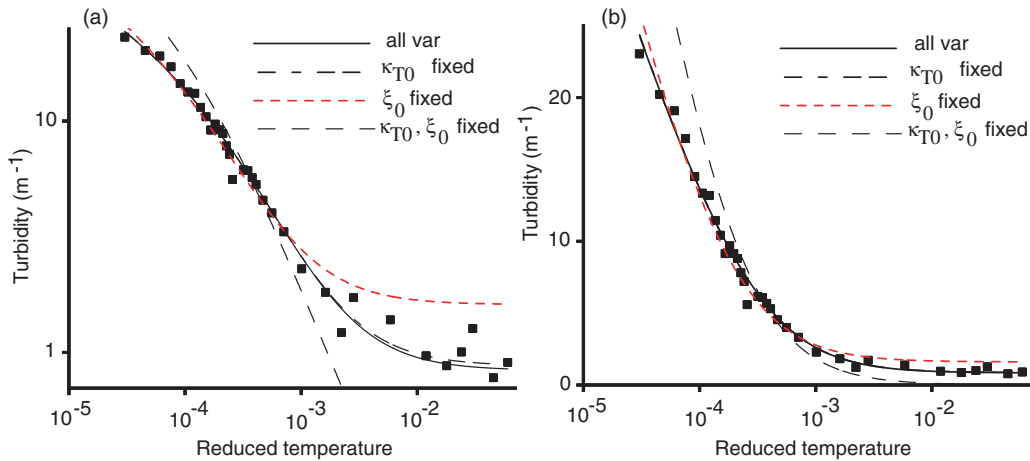 (a)
all var
κT0 fixed
ξ0 fixed
κT0, ξ0 fixed
10
1
Turbidity (m-1)
10-5
10-4
10-3
10-2
Reduced temperature
(b)
all var
κT0 fixed
ξ0 fixed
κT0, ξ0 fixed
20
10
0
Turbidity (m-1)
10-5
10-4
10-3
10-2
Reduced temperature